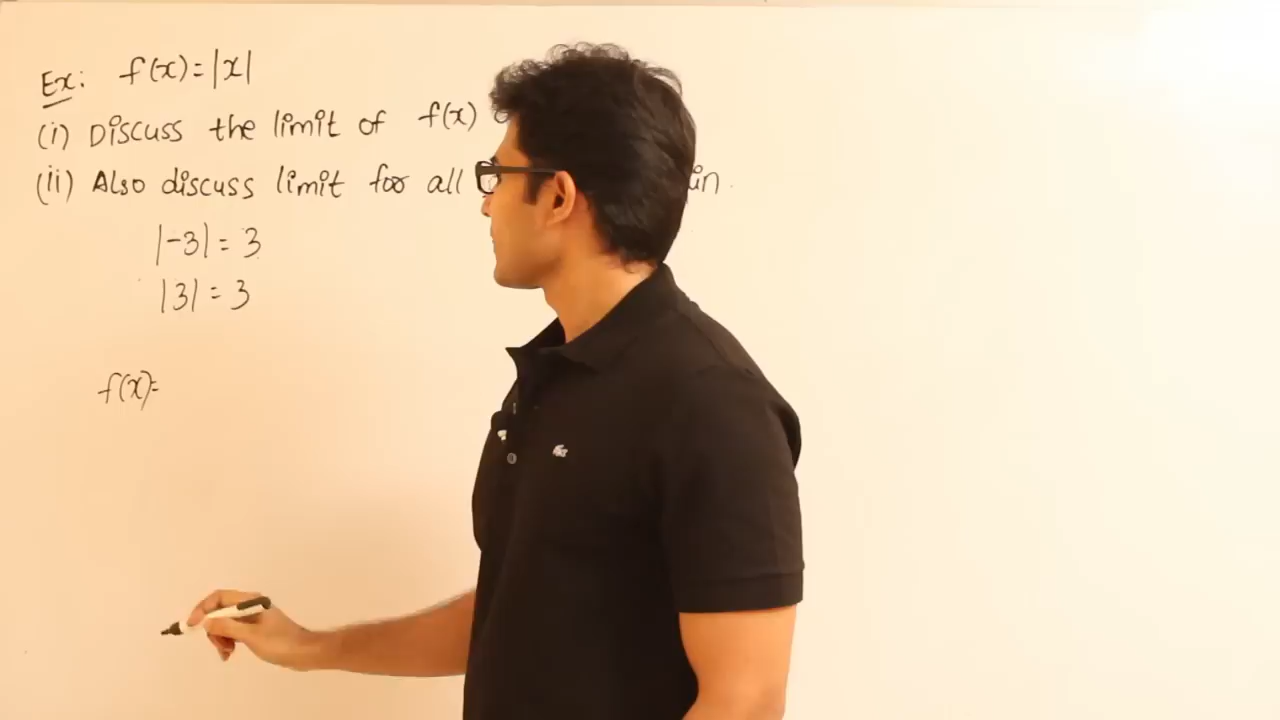 Ex: f(x)=|x|
(i) Discuss the limit of f(x)
(ii) Also discuss limit for all
|-3| = 3
|3| = 3
f(x)=